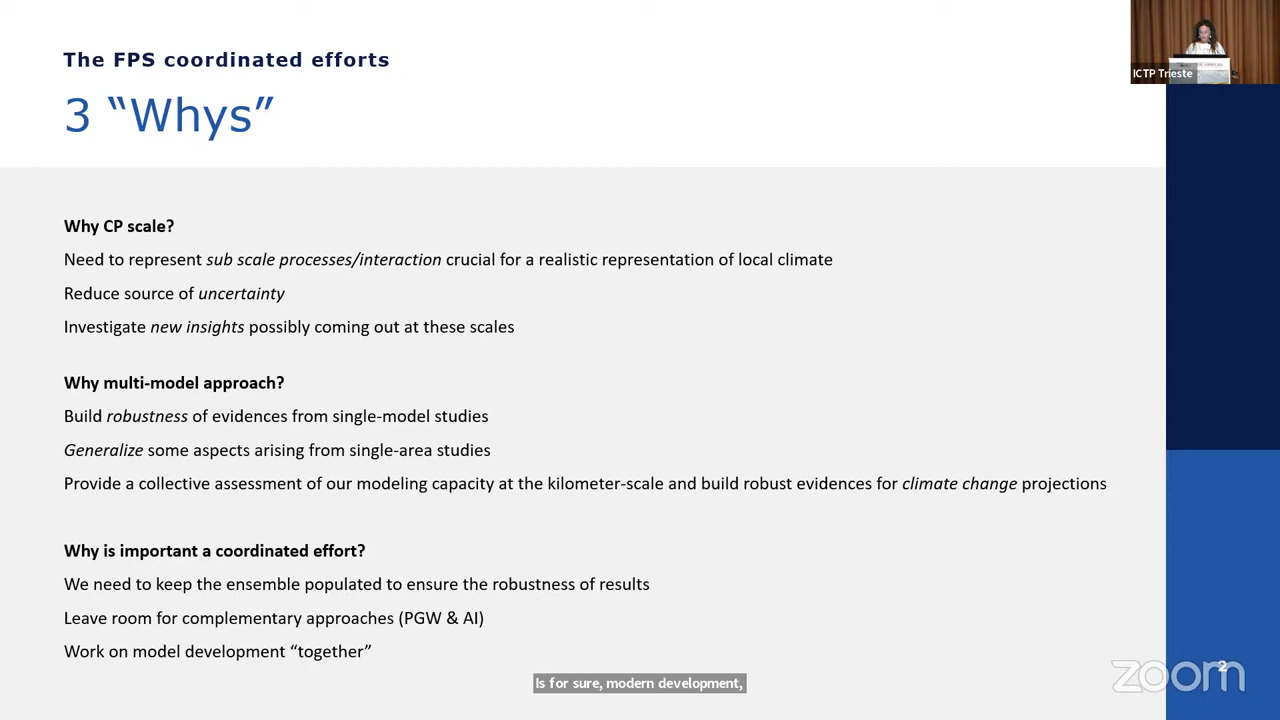 The FPS coordinated efforts
3 “Whys”
ICTP Trieste
Why CP scale?
Need to represent sub scale processes/interaction crucial for a realistic representation of local climate
Reduce source of uncertainty
Investigate new insights possibly coming out at these scales
Why multi-model approach?
Build robustness of evidences from single-model studies
Generalize some aspects arising from single-area studies
Provide a collective assessment of our modeling capacity at the kilometer-scale and build robust evidences for climate change projections
Why is important a coordinated effort?
We need to keep the ensemble populated to ensure the robustness of results
Leave room for complementary approaches (PGW & AI)
Work on model development “together”
Is for sure, modern development,
zoom
2